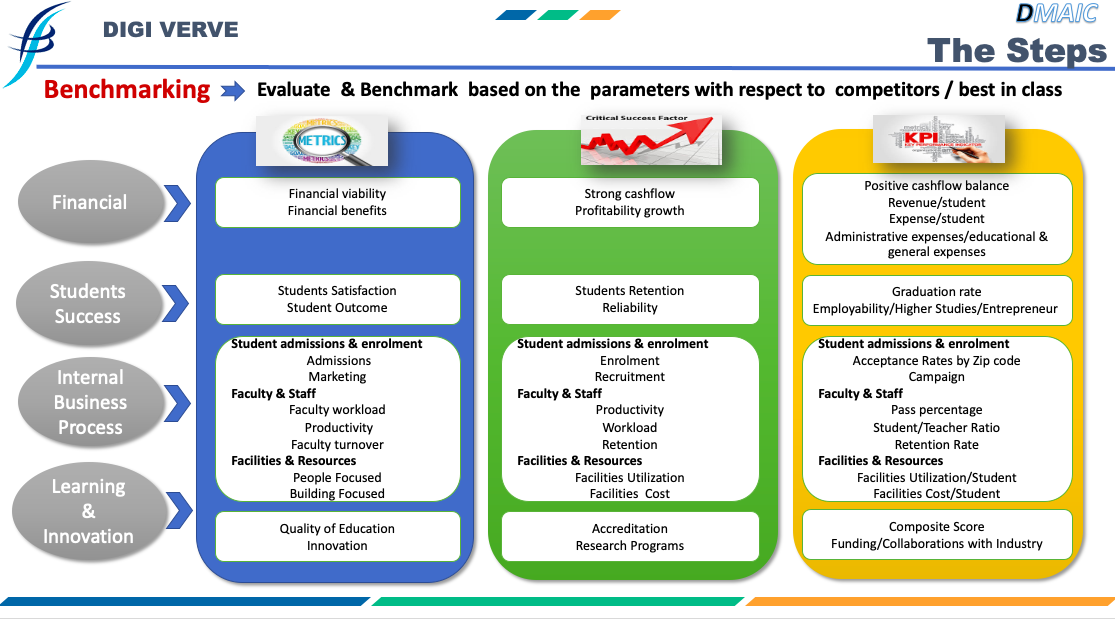 DIGI VERVE
DMAIC
The Steps
Benchmarking
Evaluate & Benchmark based on the parameters with respect to competitors / best in class
METRICS
METRICS
Critical Success Factor
KPI
KEY PERFORMANCE INDICATOR
Financial
Financial viability
Financial benefits
Strong cashflow
Profitability growth
Positive cashflow balance
Revenue/student
Expense/student
Administrative expenses/educational &
general expenses
Students
Success
Students Satisfaction
Student Outcome
Students Retention
Reliability
Graduation rate
Employability/Higher Studies/Entrepreneur
Internal
Business
Process
Student admissions & enrolment
Admissions
Marketing
Faculty & Staff
Faculty workload
Productivity
Faculty turnover
Facilities & Resources
People Focused
Building Focused
Student admissions & enrolment
Enrolment
Recruitment
Faculty & Staff
Productivity
Workload
Retention
Facilities & Resources
Facilities Utilization
Facilities Cost
Student admissions & enrolment
Acceptance Rates by Zip code
Campaign
Faculty & Staff
Pass percentage
Student/Teacher Ratio
Retention Rate
Facilities & Resources
Facilities Utilization/Student
Facilities Cost/Student
Learning
&
Innovation
Quality of Education
Innovation
Accreditation
Research Programs
Composite Score
Funding/Collaborations with Industry